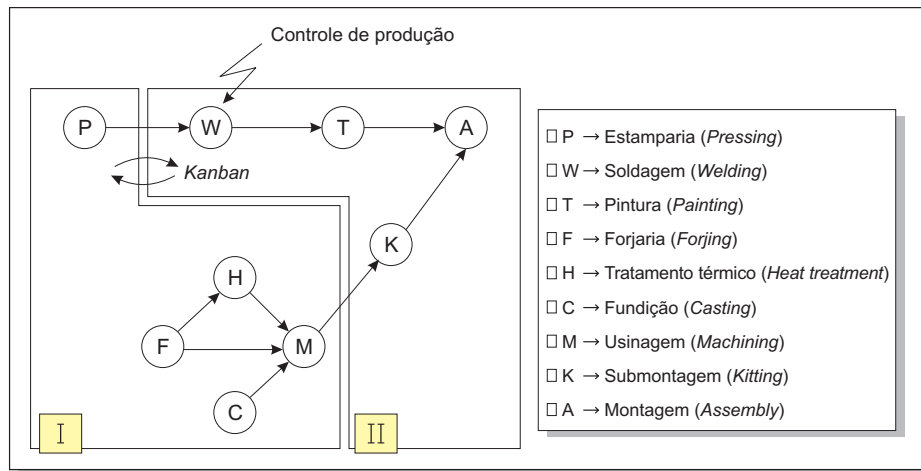 Controle de produção
P
W
T
A
Kanban
K
H
F
M
C
I
II
□ P → Estamparia (Pressing)
□ W → Soldagem (Welding)
□ T → Pintura (Painting)
□ F → Forjaria (Forjing)
□ H → Tratamento térmico (Heat treatment)
□ C → Fundição (Casting)
□ M → Usinagem (Machining)
□ K → Submontagem (Kitting)
□ A → Montagem (Assembly)